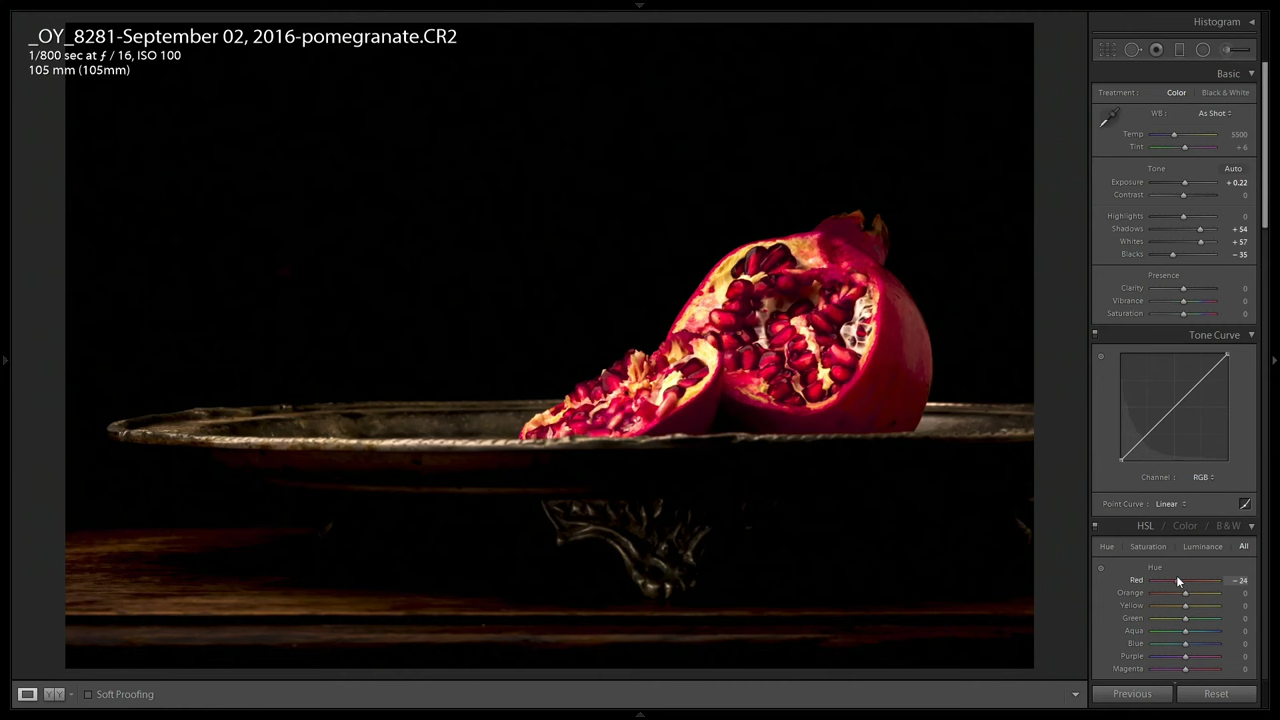 _OY_8281-September 02, 2016-pomegranate.CR2
1/800 sec at ƒ / 16, ISO 100
105 mm (105mm)
Histogram
Basic
Treatment : Color Black & White
WB : As Shot
Temp 5500
Tint + 6
Tone Auto
Exposure + 0.22
Contrast 0
Highlights 0
Shadows + 54
Whites + 57
Blacks − 35
Presence
Clarity 0
Vibrance 0
Saturation 0
Tone Curve
Channel : RGB
Point Curve : Linear
HSL / Color / B & W
Hue Saturation Luminance All
Hue
Red − 24
Orange 0
Yellow 0
Green 0
Aqua 0
Blue 0
Purple 0
Magenta 0
Y Y Soft Proofing
Previous Reset